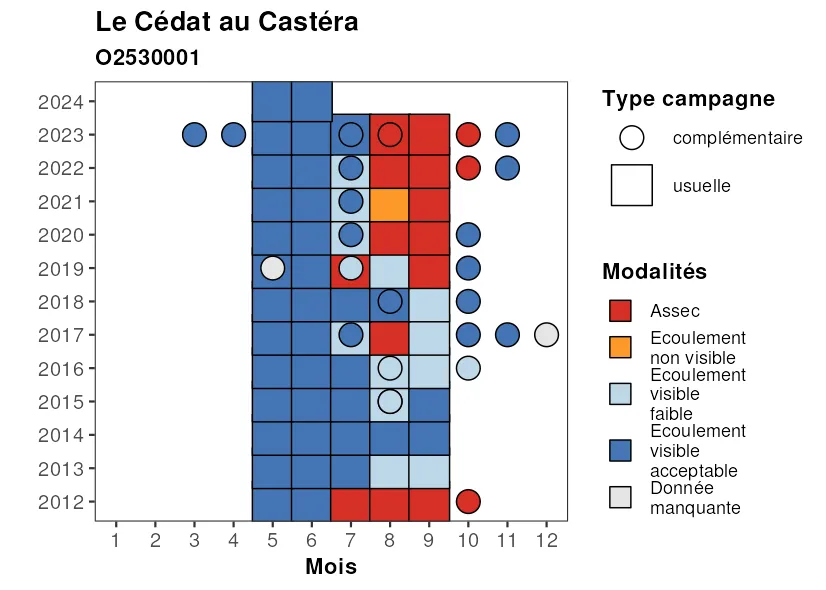 Le Cédat au Castéra
O2530001
2024
2023
2022
2021
2020
2019
2018
2017
2016
2015
2014
2013
2012
1 2 3 4 5 6 7 8 9 10 11 12
Mois
Type campagne
complémentaire
usuelle
Modalités
Assec
Ecoulement
non visible
Ecoulement
visible
faible
Ecoulement
visible
acceptable
Donnée
manquante